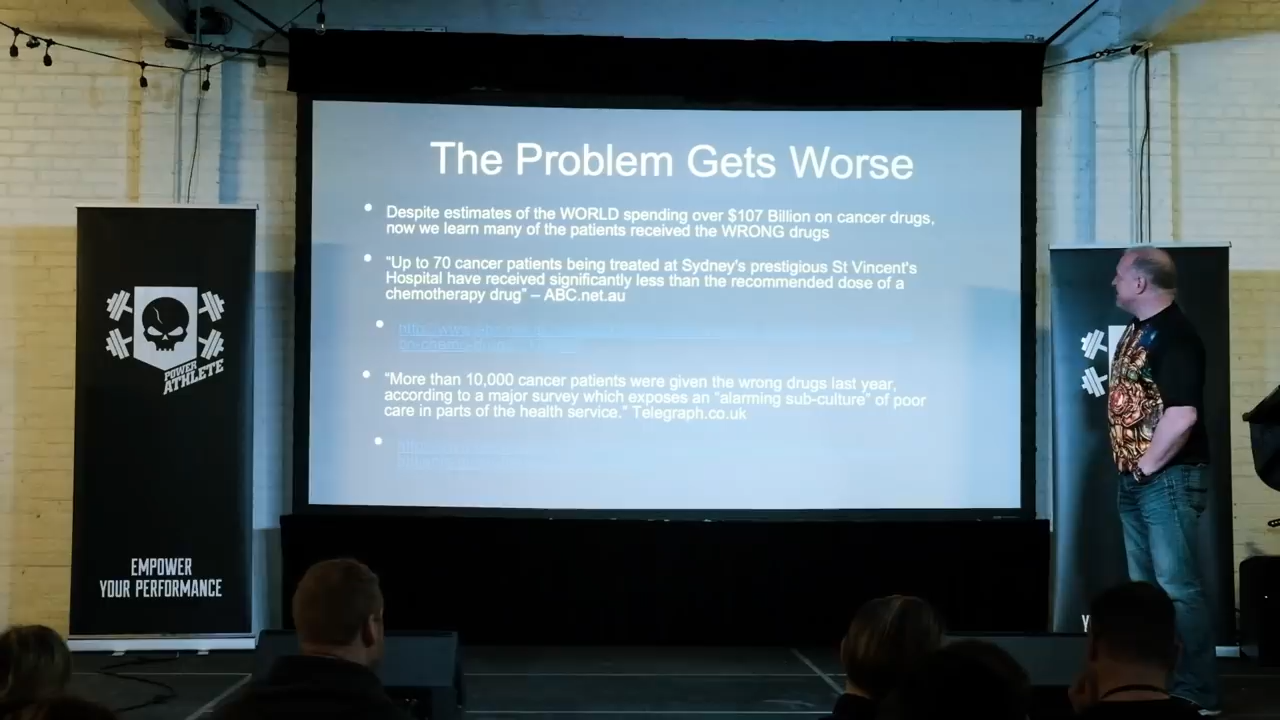 The Problem Gets Worse
• Despite estimates of the WORLD spending over $107 Billion on cancer drugs,
now we learn many of the patients received the WRONG drugs
• “Up to 70 cancer patients being treated at Sydney's prestigious St Vincent's
Hospital have received significantly less than the recommended dose of a
chemotherapy drug” – ABC.net.au
• “More than 10,000 cancer patients were given the wrong drugs last year,
according to a major survey which exposes an “alarming sub-culture” of poor
care in parts of the health service.” Telegraph.co.uk
POWER
ATHLETE
EMPOWER
YOUR PERFORMANCE
Y